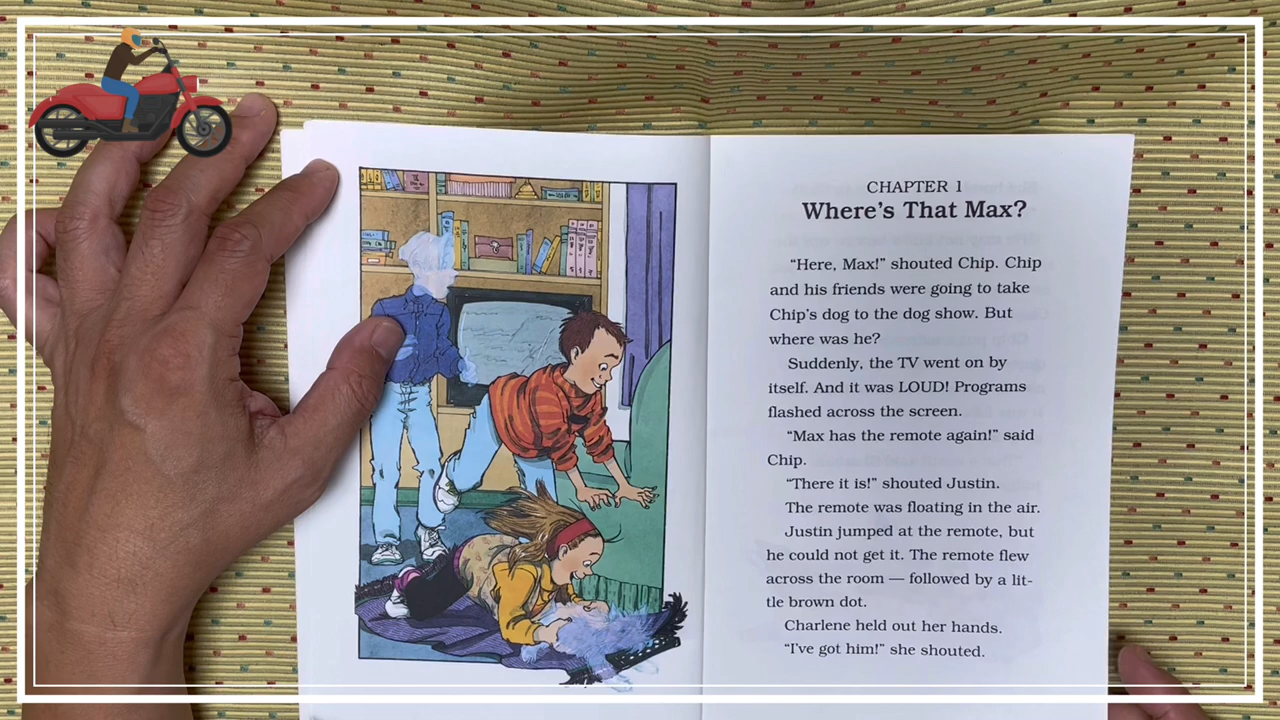 CHAPTER 1
Where's That Max?
“Here, Max!” shouted Chip. Chip
and his friends were going to take
Chip's dog to the dog show. But
where was he?
Suddenly, the TV went on by
itself. And it was LOUD! Programs
flashed across the screen.
“Max has the remote again!” said
Chip.
“There it is!” shouted Justin.
The remote was floating in the air.
Justin jumped at the remote, but
he could not get it. The remote flew
across the room — followed by a lit-
tle brown dot.
Charlene held out her hands.
“I've got him!” she shouted.